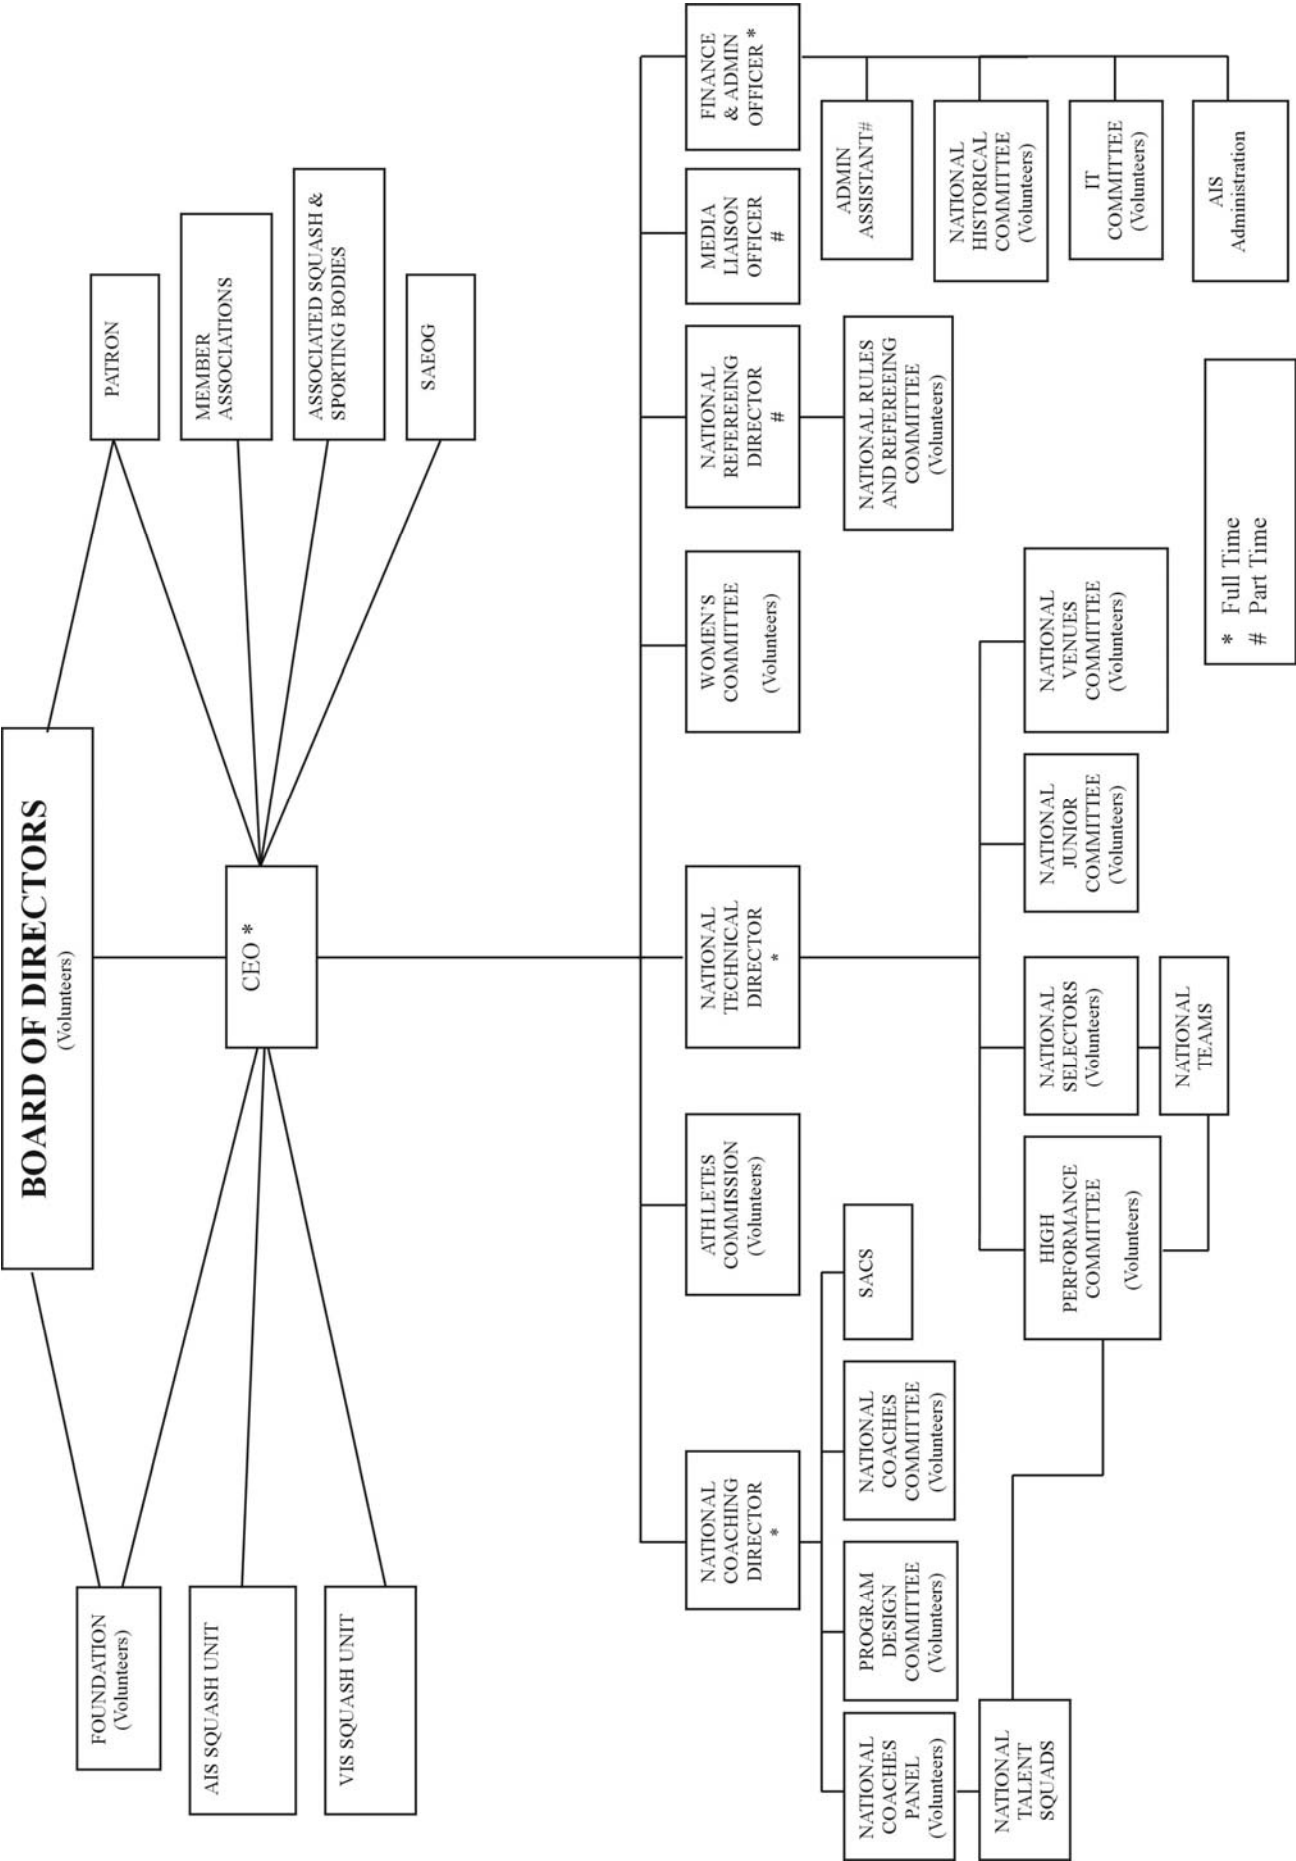 BOARD OF DIRECTORS
(Volunteers)
FOUNDATION
(Volunteers)
PATRON
AIS SQUASH UNIT
MEMBER
ASSOCIATIONS
CEO *
VIS SQUASH UNIT
ASSOCIATED SQUASH &
SPORTING BODIES
SAEOG
NATIONAL
COACHING
DIRECTOR
*
ATHLETES
COMMISSION
(Volunteers)
NATIONAL
TECHNICAL
DIRECTOR
*
WOMEN'S
COMMITTEE
(Volunteers)
NATIONAL
REFEREEING
DIRECTOR
#
MEDIA
LIAISON
OFFICER
#
FINANCE
& ADMIN
OFFICER *
NATIONAL
COACHES
PANEL
(Volunteers)
PROGRAM
DESIGN
COMMITTEE
(Volunteers)
NATIONAL
COACHES
COMMITTEE
(Volunteers)
SACS
NATIONAL RULES
AND REFEREEING
COMMITTEE
(Volunteers)
ADMIN
ASSISTANT#
NATIONAL
HISTORICAL
COMMITTEE
(Volunteers)
IT
COMMITTEE
(Volunteers)
AIS
Administration
NATIONAL
TALENT
SQUADS
HIGH
PERFORMANCE
COMMITTEE
(Volunteers)
NATIONAL
SELECTORS
(Volunteers)
NATIONAL
JUNIOR
COMMITTEE
(Volunteers)
NATIONAL
VENUES
COMMITTEE
(Volunteers)
NATIONAL
TEAMS
* Full Time
# Part Time